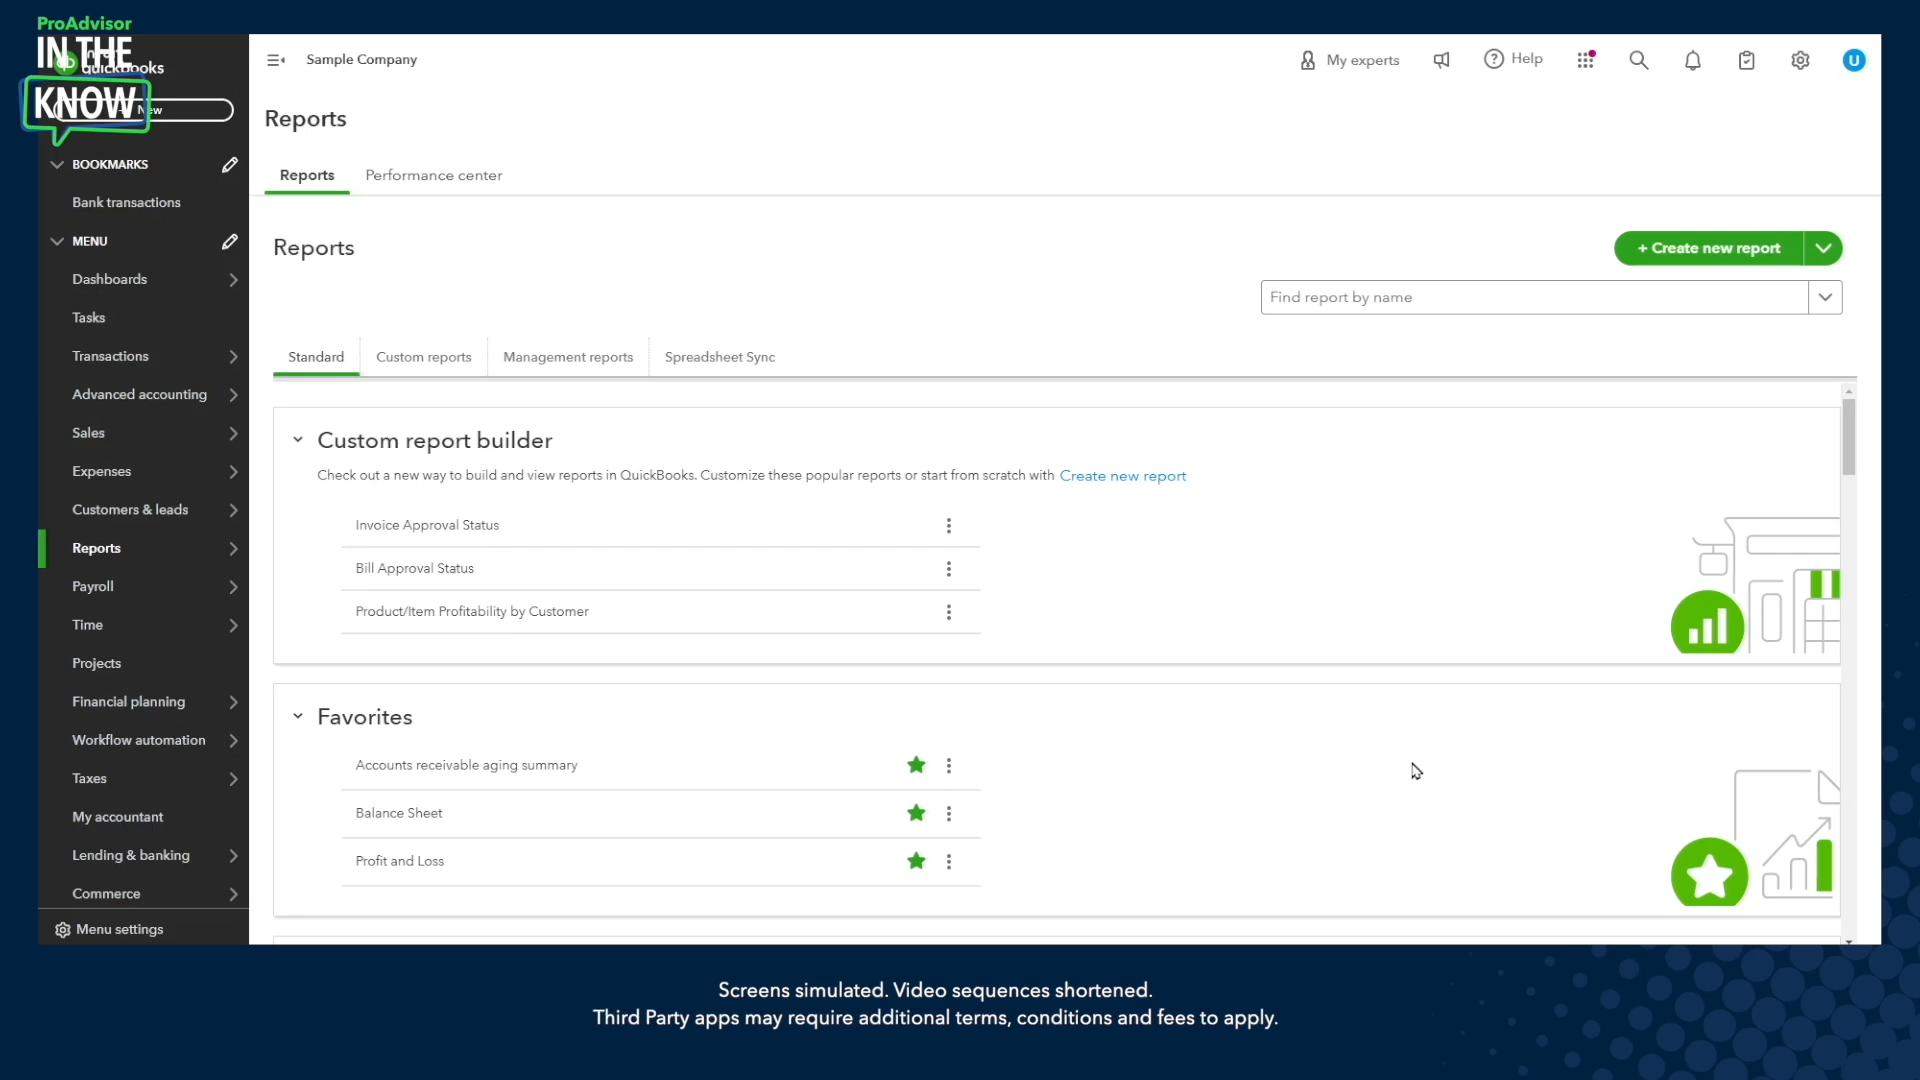 ProAdvisor
IN THE
KNOW
quickbooks
New
Sample Company
My experts
Help
U
Reports
Reports
Performance center
BOOKMARKS
Bank transactions
MENU
Dashboards
Tasks
Transactions
Advanced accounting
Sales
Expenses
Customers & leads
Reports
Payroll
Time
Projects
Financial planning
Workflow automation
Taxes
My accountant
Lending & banking
Commerce
Menu settings
Reports
+ Create new report
Find report by name
Standard
Custom reports
Management reports
Spreadsheet Sync
Custom report builder
Check out a new way to build and view reports in QuickBooks. Customize these popular reports or start from scratch with Create new report
Invoice Approval Status
Bill Approval Status
Product/Item Profitability by Customer
Favorites
Accounts receivable aging summary
Balance Sheet
Profit and Loss
Screens simulated. Video sequences shortened.
Third Party apps may require additional terms, conditions and fees to apply.